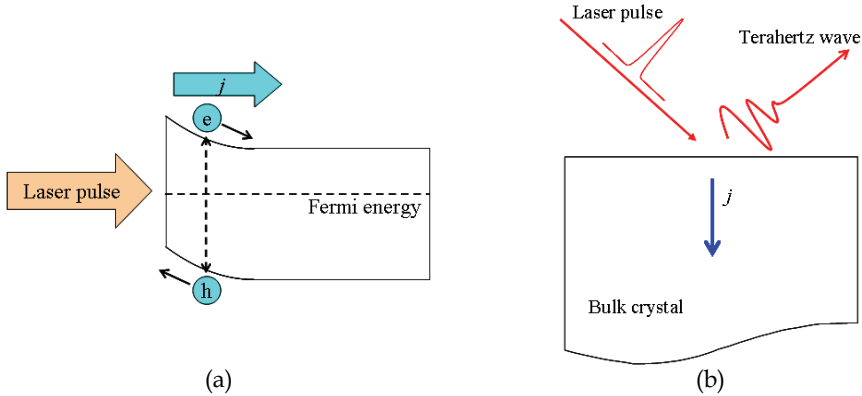 j
e
Laser pulse
Fermi energy
h
(a)
Laser pulse
Terahertz wave
j
Bulk crystal
(b)